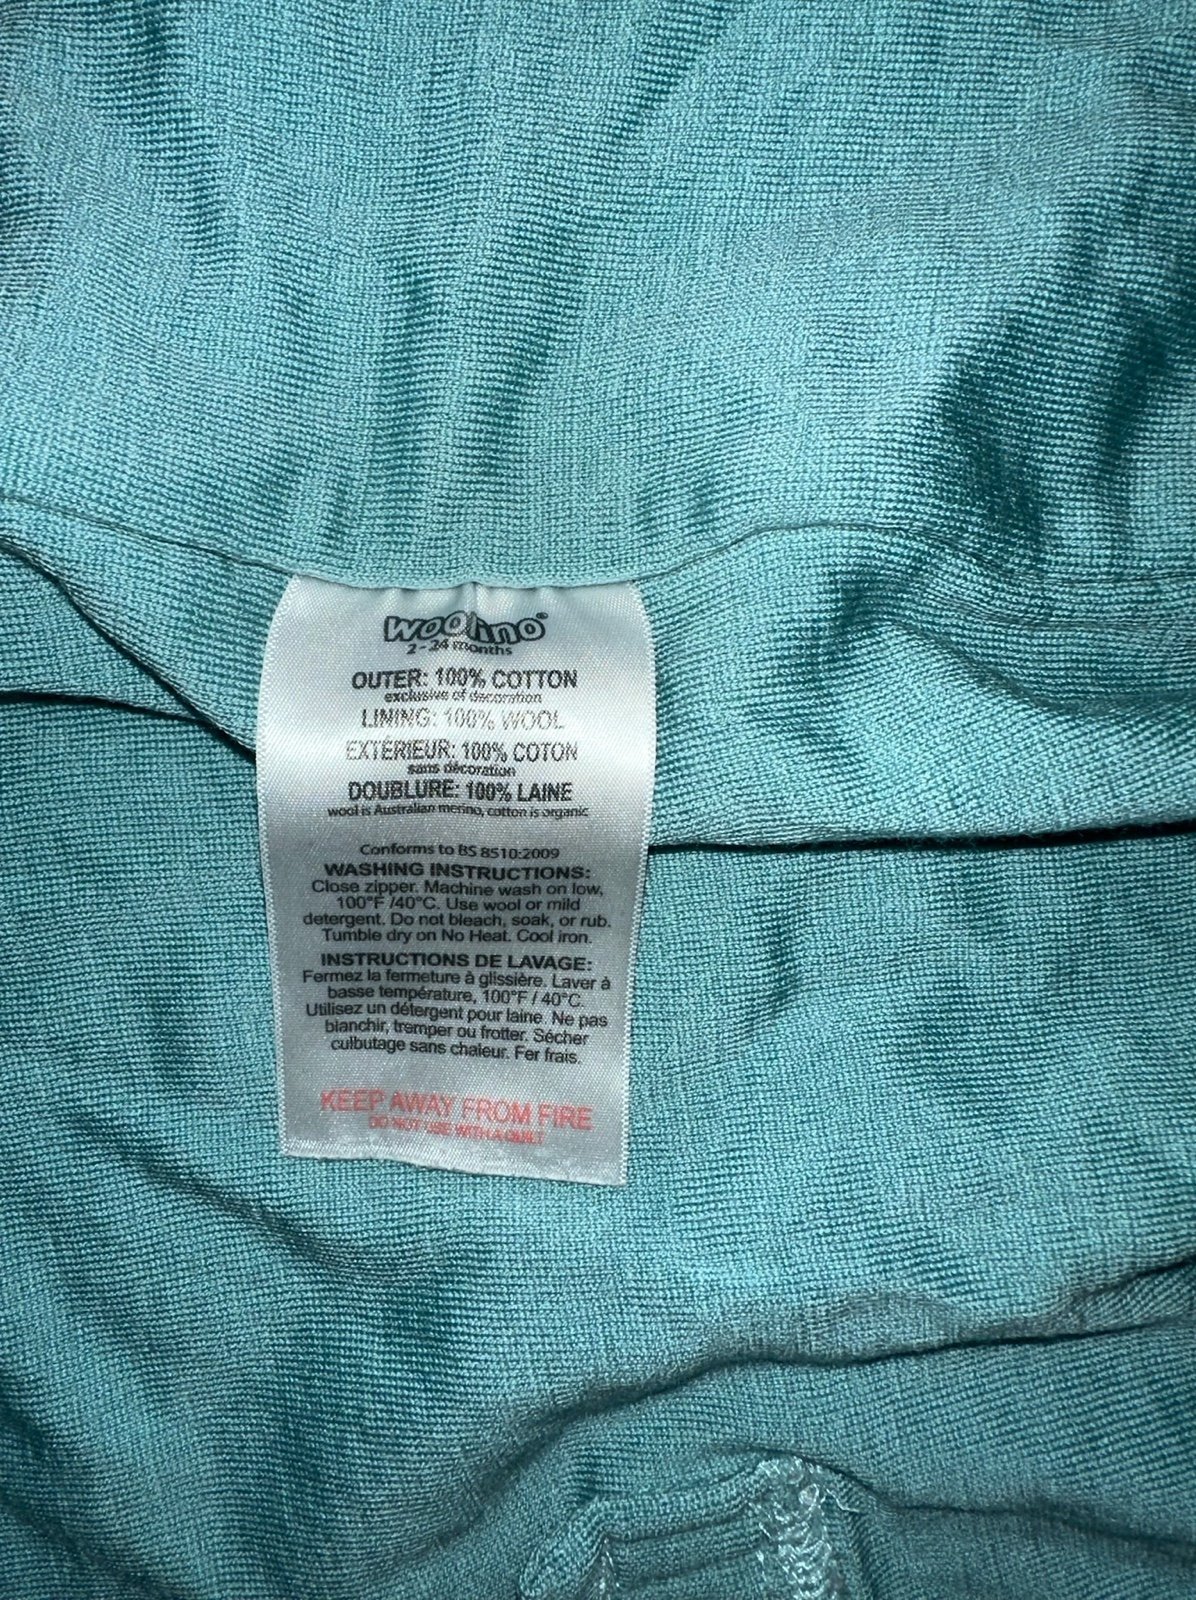 woolino™
2-24 months
OUTER: 100% COTTON
exclusive of decoration
LINING: 100% WOOL
EXTÉRIEUR: 100% COTON
sans décoration
DOUBLURE: 100% LAINE
wool is Australian merino, cotton is organic
Conforms to BS 8510:2009
WASHING INSTRUCTIONS:
Close zipper. Machine wash on low,
100°F /40°C. Use wool or mild
detergent. Do not bleach, soak, or rub.
Tumble dry on No Heat. Cool iron.
INSTRUCTIONS DE LAVAGE:
Fermez la fermeture à glissière. Laver à
basse température, 100°F / 40°C.
Utilisez un détergent pour laine. Ne pas
blanchir, tremper ou frotter. Sécher
culbutage sans chaleur. Fer frais.
KEEP AWAY FROM FIRE
DO NOT USE WITH A QUILT